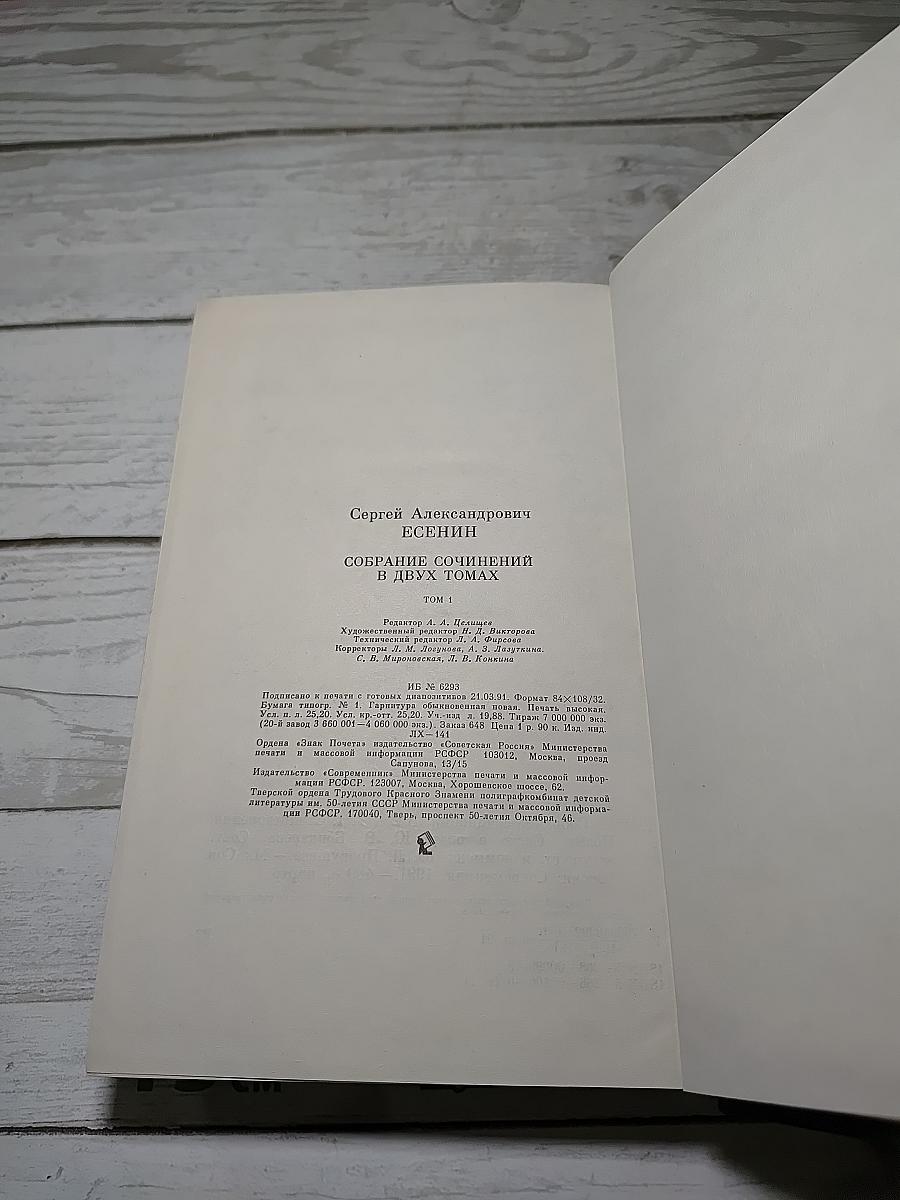 Сергей Александрович
ЕСЕНИН
СОБРАНИЕ СОЧИНЕНИЙ
В ДВУХ ТОМАХ
ТОМ 1
Редактор А. А. Целищев
Художественный редактор Н. Д. Викторова
Технический редактор Л. А. Фирсова
Корректоры Л. М. Логунова, А. З. Лазуткина.
С. В. Мироновская, Л. В. Конкина
ИБ № 6293
Подписано к печати с готовых диапозитивов 21.03.91. Формат 84×108/32.
Бумага типогр. № 1. Гарнитура обыкновенная новая. Печать высокая.
Усл. п. л. 25,20. Усл. кр.-отт. 25,20. Уч.-изд л. 19,88. Тираж 7 000 000 экз.
(20-й завод 3 660 001—4 060 000 экз.). Заказ 648 Цена 1 р. 90 к. Изд. инд.
ЛХ—141
Ордена «Знак Почета» издательство «Советская Россия» Министерства
печати и массовой информации РСФСР 103012, Москва, проезд
Сапунова, 13/15
Издательство «Современник» Министерства печати и массовой инфор-
мации РСФСР. 123007, Москва, Хорошевское шоссе, 62.
Тверской ордена Трудового Красного Знамени полиграфкомбинат детской
литературы им. 50-летия СССР Министерства печати и массовой информа-
ции РСФСР. 170040, Тверь, проспект 50-летия Октября, 46.
см